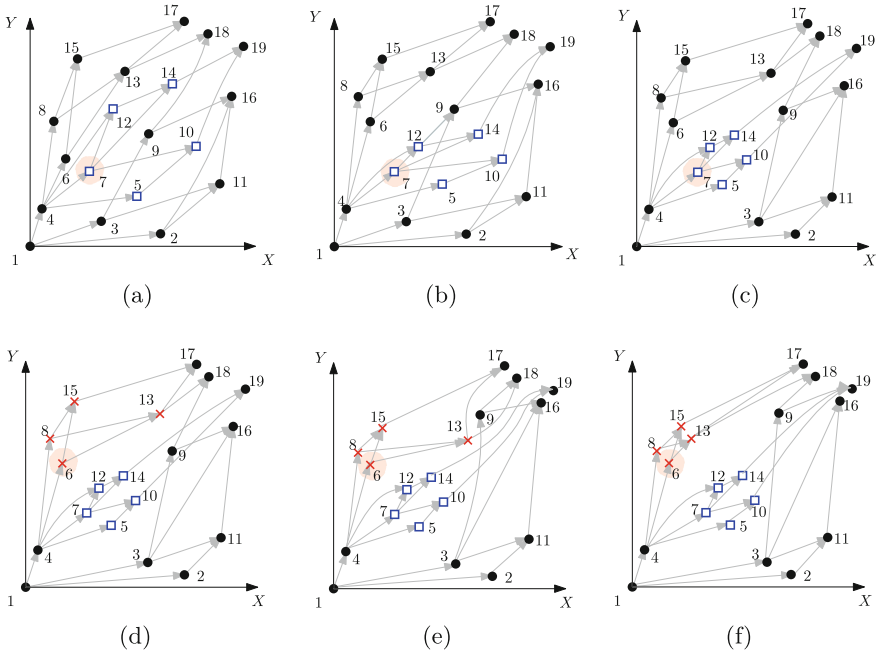 Y 17 18 19 15 13 14 8 12 16 9 10 6 7 5 11 4 3 2 1 X
(a)
Y 17 18 19 15 13 8 9 16 6 12 14 10 7 5 11 4 3 2 1 X
(b)
Y 17 18 19 15 13 8 16 9 6 12 14 10 7 5 11 4 3 2 1 X
(c)
Y 17 18 19 15 13 16 8 9 6 14 12 10 7 5 11 4 3 2 1 X
(d)
Y 17 18 19 15 16 13 9 8 6 14 12 10 7 5 11 4 3 2 1 X
(e)
Y 17 18 19 15 16 13 9 8 6 14 12 10 7 5 11 4 3 2 1 X
(f)